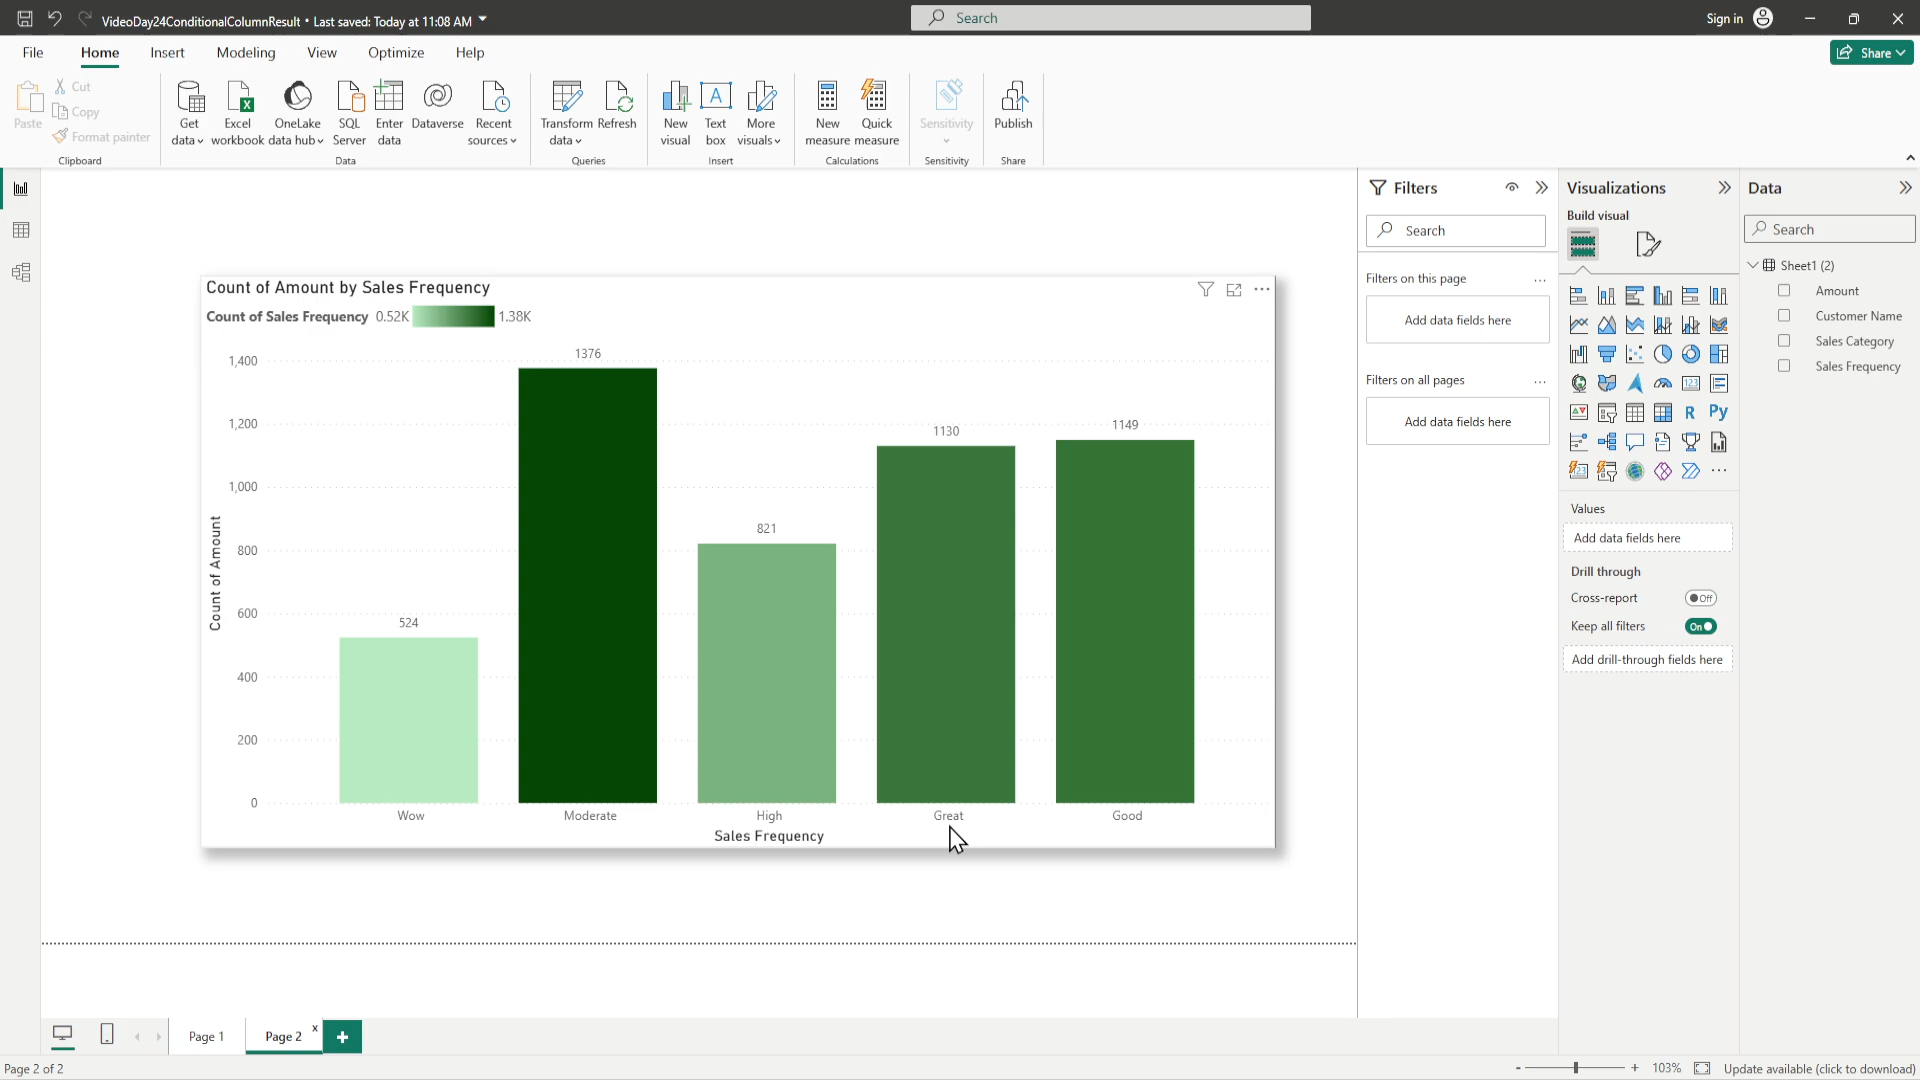 VideoDay24ConditionalColumnResult • Last saved: Today at 11:08 AM
Search
Sign in
File Home Insert Modeling View Optimize Help
Share
Paste
Cut
Copy
Format painter
Clipboard
Get data
Excel workbook
OneLake data hub
SQL Server
Enter data
Dataverse
Recent sources
Data
Transform data
Refresh
Queries
New visual
Text box
More visuals
Insert
New measure
Quick measure
Calculations
Sensitivity
Sensitivity
Publish
Share
Count of Amount by Sales Frequency
Count of Sales Frequency 0.52K 1.38K
Count of Amount
1,400
1,200
1,000
800
600
400
200
0
524
1376
821
1130
1149
Wow Moderate High Great Good
Sales Frequency
Filters
Search
Filters on this page ...
Add data fields here
Filters on all pages ...
Add data fields here
Visualizations
Build visual
123
R
Py
123
Values
Add data fields here
Drill through
Cross-report Off
Keep all filters On
Add drill-through fields here
Data
Search
Sheet1 (2)
Amount
Customer Name
Sales Category
Sales Frequency
Page 1
Page 2 x
+
Page 2 of 2
- + 103%
Update available (click to download)